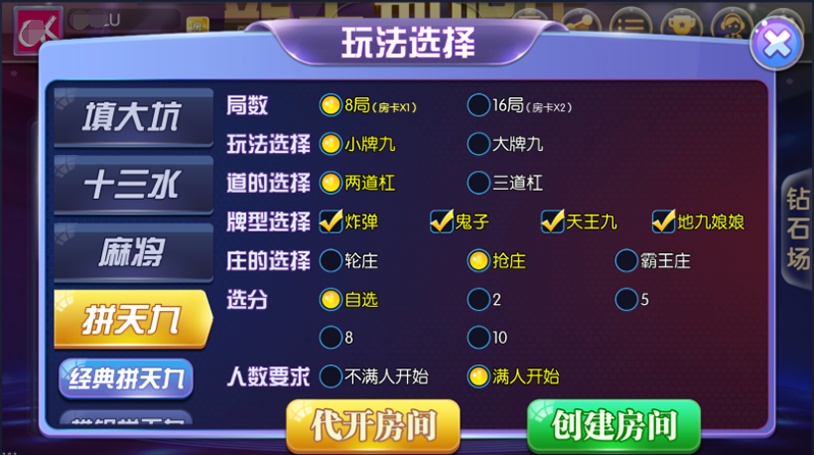 玩法选择
填大坑
十三水
麻将
拼天九
经典拼天九
局数 8局(房卡X1) 16局(房卡X2)
玩法选择 小牌九 大牌九
道的选择 两道杠 三道杠
牌型选择 炸弹 鬼子 天王九 地九娘娘
庄的选择 轮庄 抢庄 霸王庄
选分 自选 2 5
8 10
人数要求 不满人开始 满人开始
代开房间 创建房间
钻石场